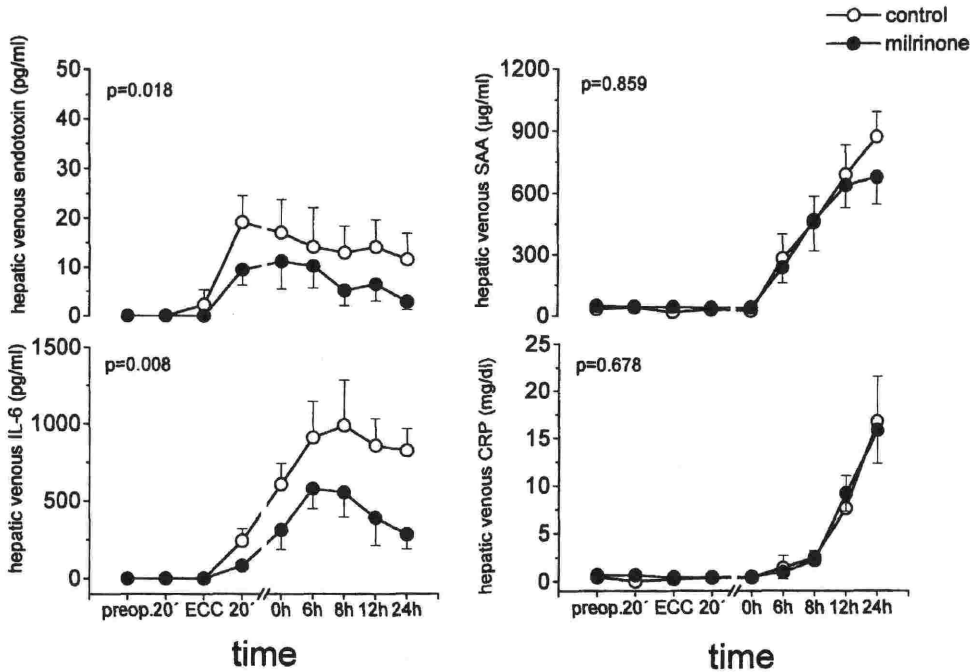 control
milrinone
hepatic venous endotoxin (pg/ml)
50
40
30
20
10
0
p=0.018
hepatic venous SAA (µg/ml)
1200
900
600
300
0
p=0.859
hepatic venous IL-6 (pg/ml)
1500
1000
500
0
p=0.008
preop.20´ ECC 20´ 0h 6h 8h 12h 24h
time
hepatic venous CRP (mg/dl)
25
20
15
10
5
0
p=0.678
preop.20´ ECC 20´ 0h 6h 8h 12h 24h
time